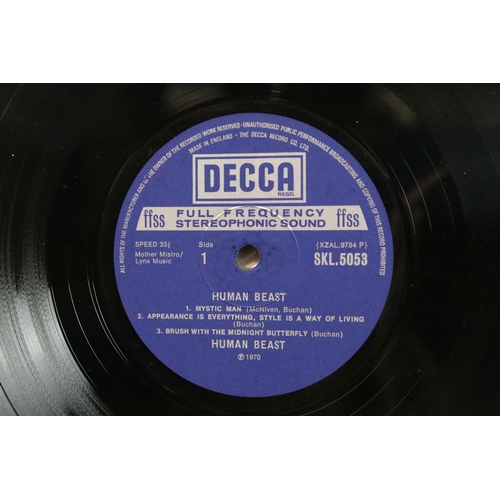 ALL RIGHTS OF THE MANUFACTURER AND OF THE OWNER OF THE RECORDED WORK RESERVED·UNAUTHORISED PUBLIC PERFORMANCE BROADCASTING AND COPYING OF THIS RECORD PROHIBITED
MADE IN ENGLAND · THE DECCA RECORD CO. LTD.
DECCA
REGD.
ffss FULL FREQUENCY STEREOPHONIC SOUND ffss
SPEED 33⅓ Side (XZAL.9754 P)
Mother Mistro/ 1 SKL.5053
Lynx Music
HUMAN BEAST
1. MYSTIC MAN (McNiven, Buchan)
2. APPEARANCE IS EVERYTHING, STYLE IS A WAY OF LIVING
(Buchan)
3. BRUSH WITH THE MIDNIGHT BUTTERFLY (Buchan)
HUMAN BEAST
℗ 1970